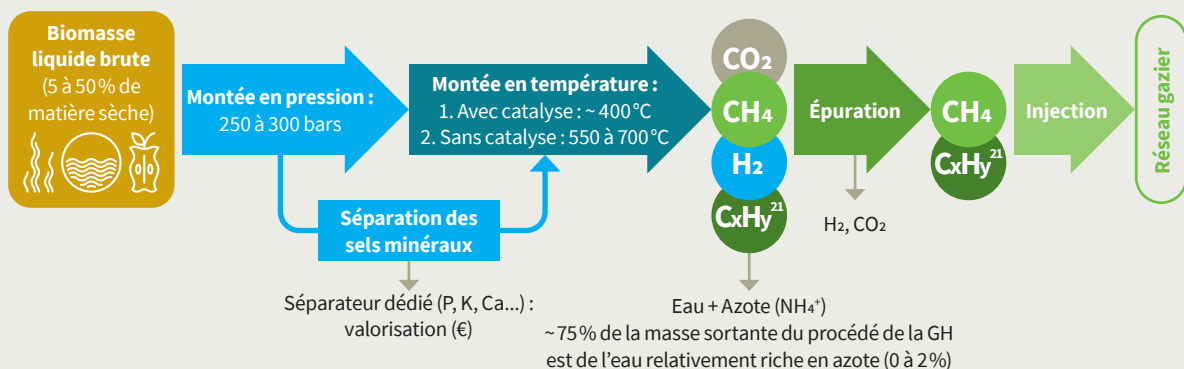 Biomasse
liquide brute
(5 à 50 % de
matière sèche)
Montée en pression :
250 à 300 bars
Séparation des
sels minéraux
Séparateur dédié (P, K, Ca...) :
valorisation (€)
Montée en température :
1. Avec catalyse : ~ 400 °C
2. Sans catalyse : 550 à 700 °C
CO₂
CH₄
H₂
CxHy²¹
Eau + Azote (NH₄⁺)
~ 75 % de la masse sortante du procédé de la GH
est de l’eau relativement riche en azote (0 à 2 %)
Épuration
H₂, CO₂
CH₄
CxHy²¹
Injection
Réseau gazier